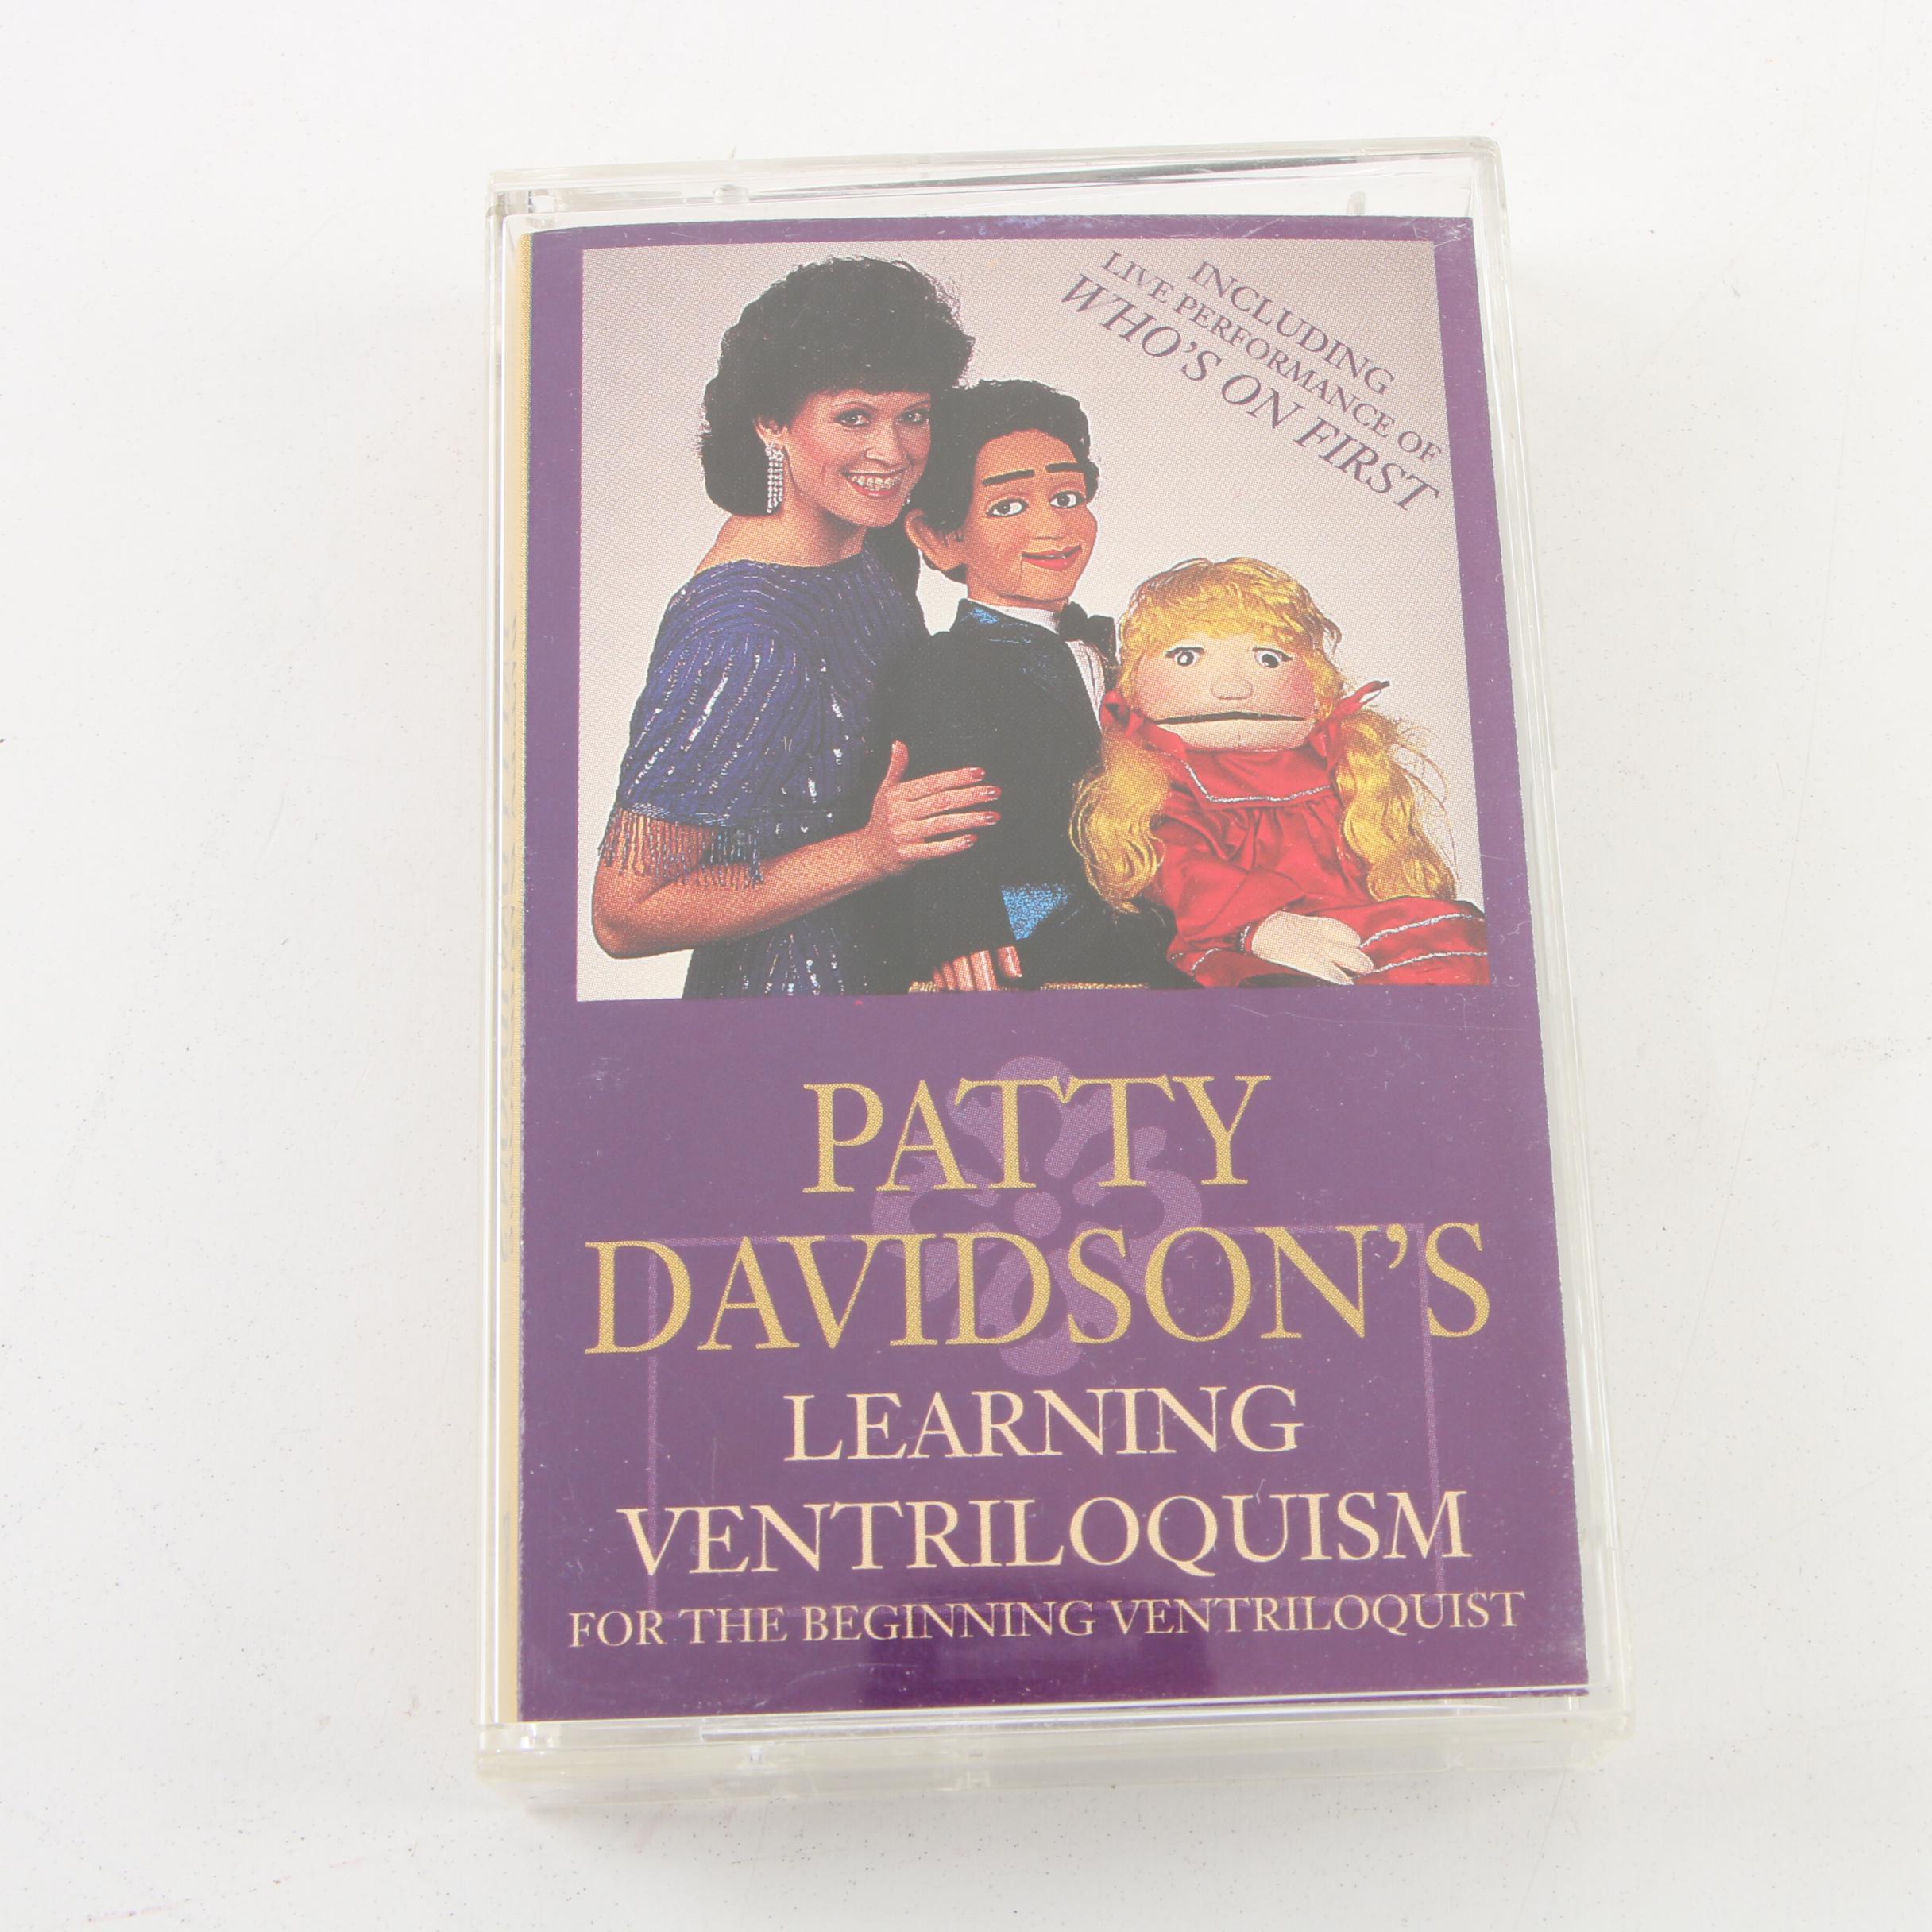 INCLUDING
LIVE PERFORMANCE OF
WHO'S ON FIRST
PATTY
DAVIDSON'S
LEARNING
VENTRILOQUISM
FOR THE BEGINNING VENTRILOQUIST